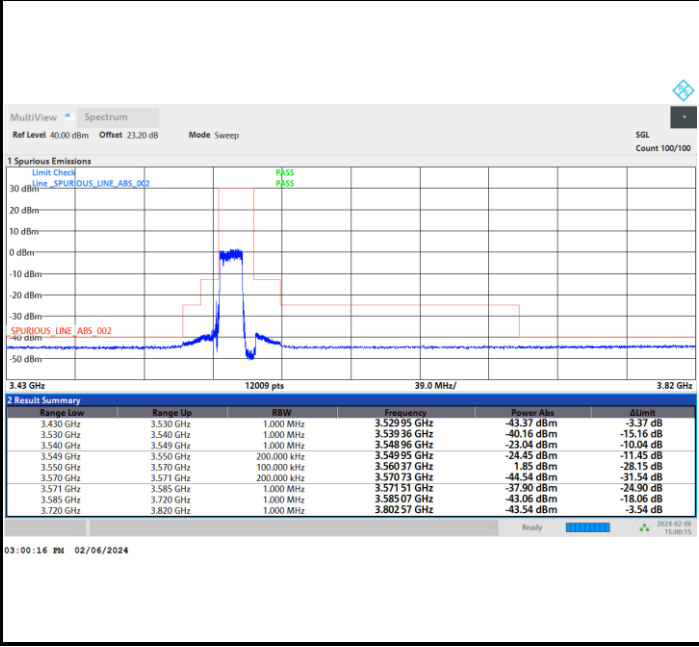 MultiView Spectrum
Ref Level 40.00 dBm Offset 23.20 dB Mode Sweep SGL
Count 100/100
1 Spurious Emissions
Limit Check PASS
Line _SPURIOUS_LINE_ABS_002 PASS
30 dBm
20 dBm
10 dBm
0 dBm
-10 dBm
-20 dBm
-30 dBm
_SPURIOUS_LINE_ABS_002
-40 dBm
-50 dBm
3.43 GHz 12009 pts 39.0 MHz/ 3.82 GHz
2 Result Summary
Range Low Range Up RBW Frequency Power Abs ΔLimit
3.430 GHz 3.530 GHz 1.000 MHz 3.529 95 GHz -43.37 dBm -3.37 dB
3.530 GHz 3.540 GHz 1.000 MHz 3.539 36 GHz -40.16 dBm -15.16 dB
3.540 GHz 3.549 GHz 1.000 MHz 3.548 96 GHz -23.04 dBm -10.04 dB
3.549 GHz 3.550 GHz 200.000 kHz 3.549 95 GHz -24.45 dBm -11.45 dB
3.550 GHz 3.570 GHz 100.000 kHz 3.560 37 GHz 1.85 dBm -28.15 dB
3.570 GHz 3.571 GHz 200.000 kHz 3.570 73 GHz -44.54 dBm -31.54 dB
3.571 GHz 3.585 GHz 1.000 MHz 3.571 51 GHz -37.90 dBm -24.90 dB
3.585 GHz 3.720 GHz 1.000 MHz 3.585 07 GHz -43.06 dBm -18.06 dB
3.720 GHz 3.820 GHz 1.000 MHz 3.802 57 GHz -43.54 dBm -3.54 dB
Ready 2024-02-06
15:00:15
03:00:16 PM 02/06/2024